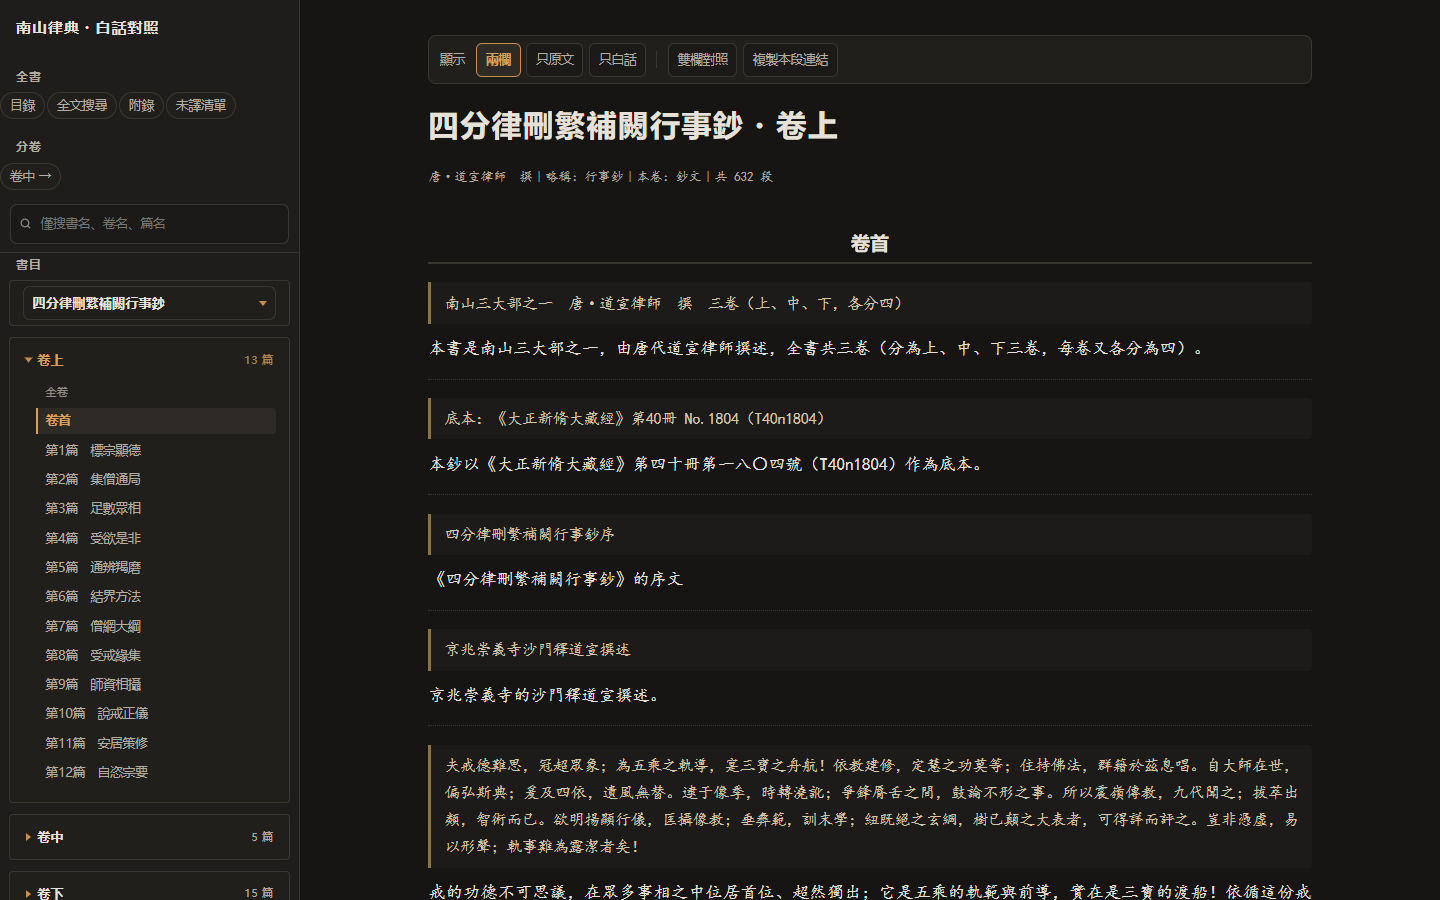 南山律典·白話對照
全書
目錄 全文搜尋 附錄 未譯清單
分卷
卷中 →
僅搜書名、卷名、篇名
書目
四分律刪繁補闕行事鈔
卷上 13 篇
全卷
卷首
第1篇 標宗顯德
第2篇 集僧通局
第3篇 足數眾相
第4篇 受欲是非
第5篇 通辨羯磨
第6篇 結界方法
第7篇 僧網大綱
第8篇 受戒緣集
第9篇 師資相攝
第10篇 說戒正儀
第11篇 安居策修
第12篇 自恣宗要
卷中 5 篇
卷下 15 篇
顯示 兩欄 只原文 只白話 雙欄對照 複製本段連結
四分律刪繁補闕行事鈔·卷上
唐·道宣律師 撰 | 略稱：行事鈔 | 本卷：鈔文 | 共 632 段
卷首
南山三大部之一 唐·道宣律師 撰 三卷（上、中、下，各分四）
本書是南山三大部之一，由唐代道宣律師撰述，全書共三卷（分為上、中、下三卷，每卷又各分為四）。
底本：《大正新脩大藏經》第40冊 No.1804（T40n1804）
本鈔以《大正新脩大藏經》第四十冊第一八〇四號（T40n1804）作為底本。
四分律刪繁補闕行事鈔序
《四分律刪繁補闕行事鈔》的序文
京兆崇義寺沙門釋道宣撰述
京兆崇義寺的沙門釋道宣撰述。
夫戒德難思，冠超眾象；為五乘之軌導，寔三寶之舟航！依教建修，定慧之功莫等；住持佛法，群籍於茲息唱。自大師在世，
偏弘斯典；爰及四依，遺風無替。逮于像季，時轉澆訛；爭鋒脣舌之間，鼓論不形之事。所以震嶺傳教，九代聞之；拔萃出
類，智術而已。欲明揚顯行儀，匡攝像教；垂彝範，訓末學；紐既絕之玄綱，樹已顛之大表者，可得詳而評之。豈非憑虛，易
以形聲；軌事難為露潔者矣！
戒的功德不可思議，在眾多事相之中位居首位、超然獨出；它是五乘的軌範與前導，實在是三寶的渡船！依循這份戒